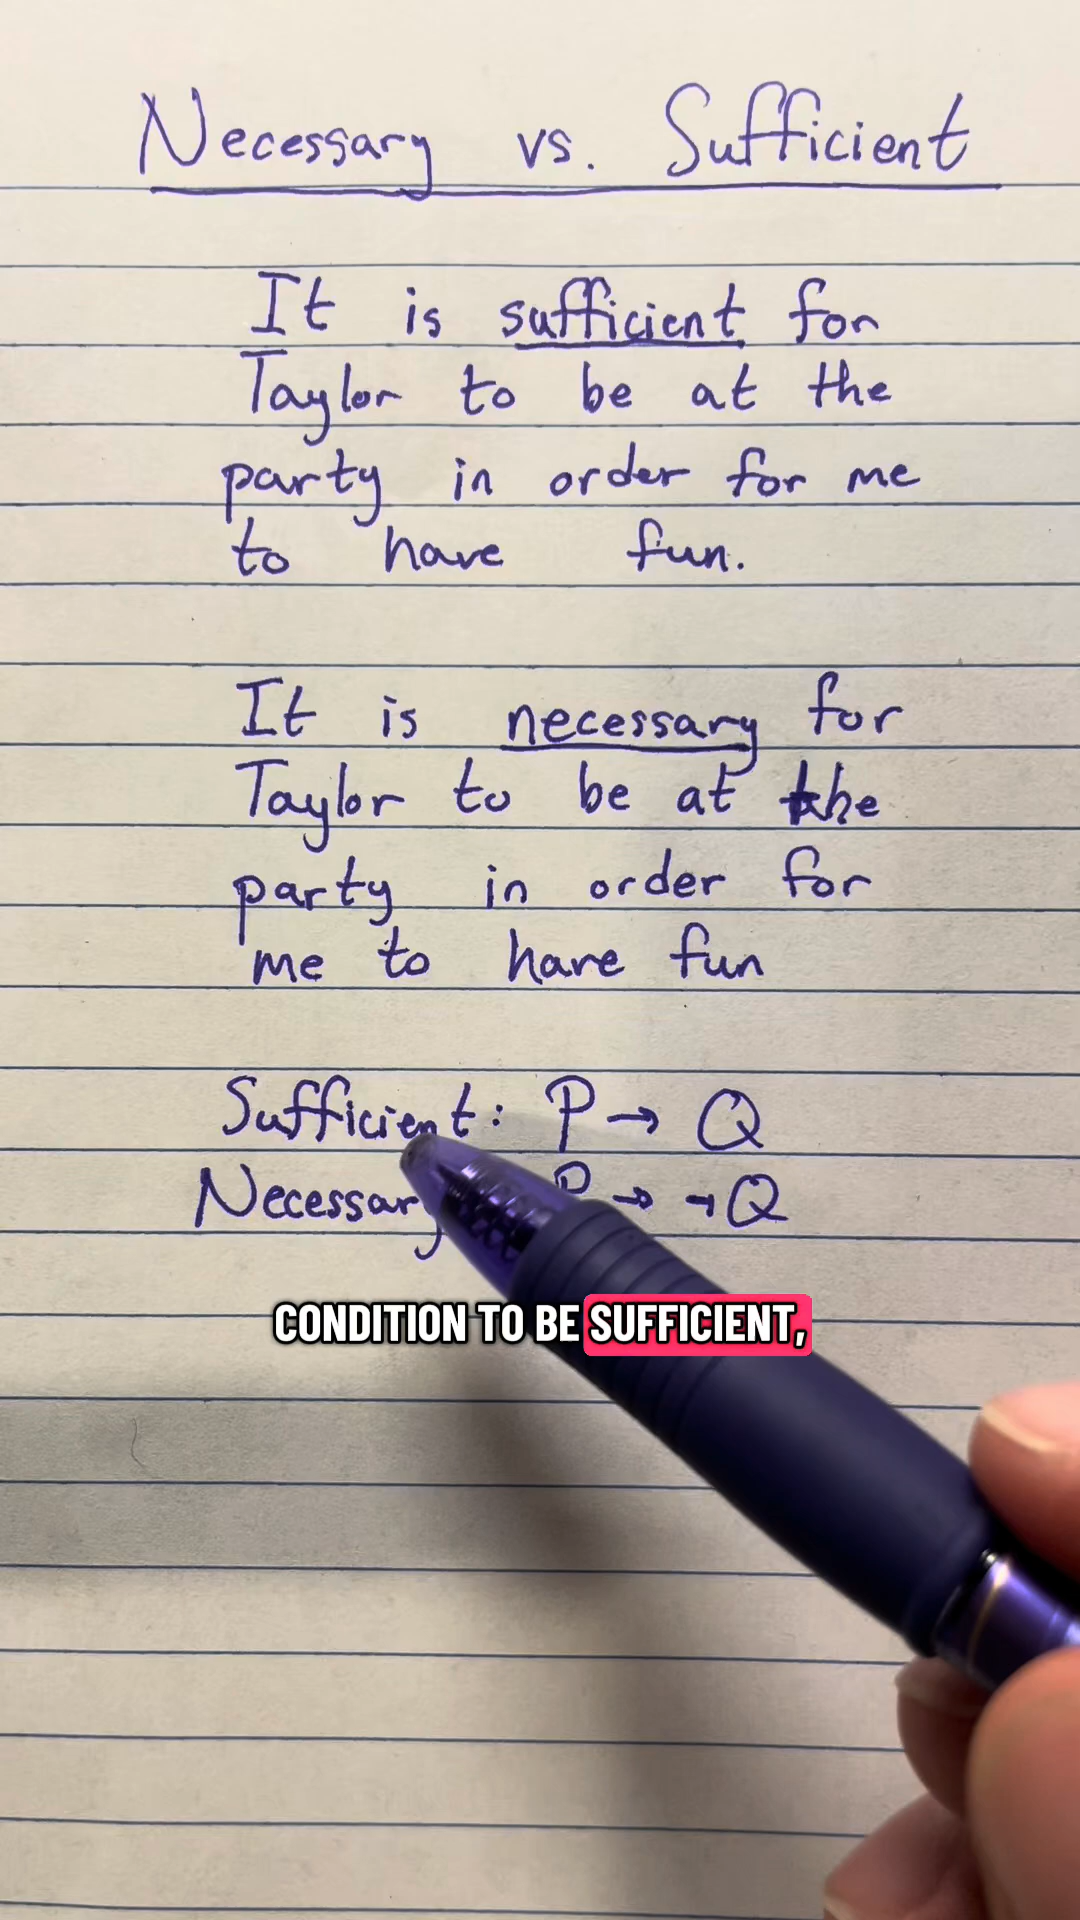 Necessary vs. Sufficient
It is sufficient for
Taylor to be at the
party in order for me
to have fun.
It is necessary for
Taylor to be at the
party in order for
me to have fun
Sufficient: P → Q
Necessary P → ¬Q
CONDITION TO BE SUFFICIENT,